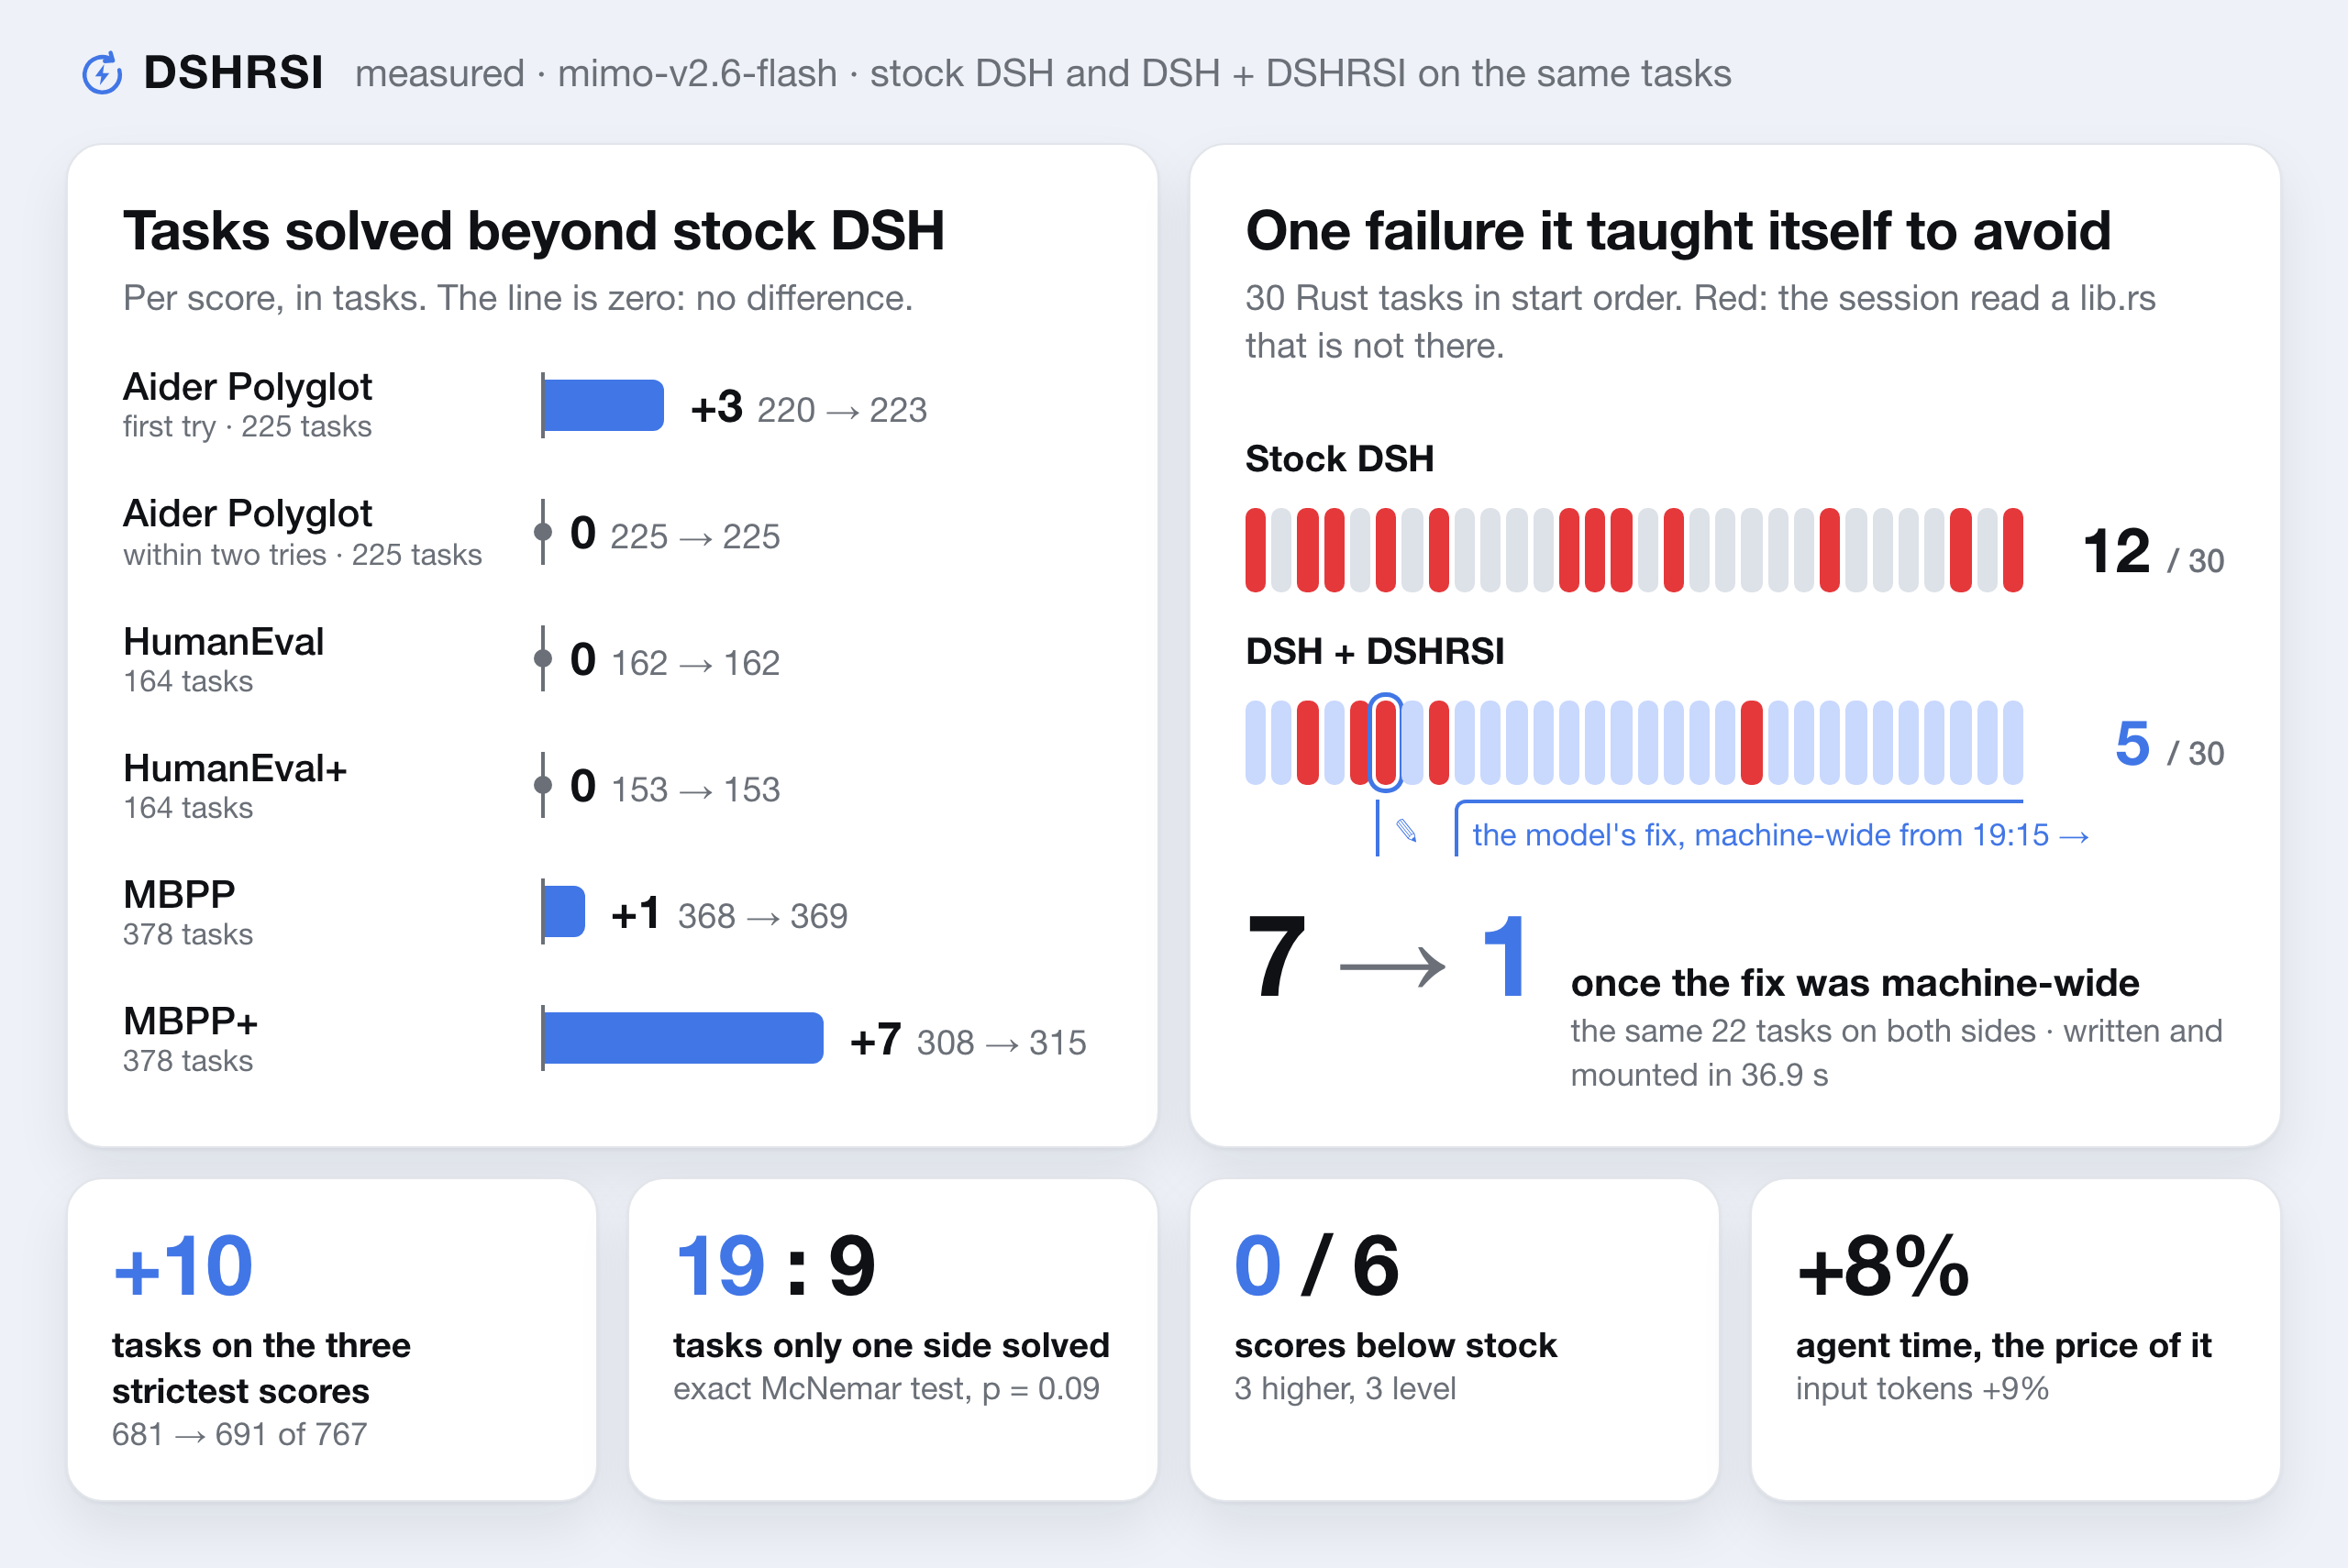 DSHRSI measured · mimo-v2.6-flash · stock DSH and DSH + DSHRSI on the same tasks
Tasks solved beyond stock DSH
Per score, in tasks. The line is zero: no difference.
Aider Polyglot
first try · 225 tasks
+3 220 → 223
Aider Polyglot
within two tries · 225 tasks
0 225 → 225
HumanEval
164 tasks
0 162 → 162
HumanEval+
164 tasks
0 153 → 153
MBPP
378 tasks
+1 368 → 369
MBPP+
378 tasks
+7 308 → 315
One failure it taught itself to avoid
30 Rust tasks in start order. Red: the session read a lib.rs
that is not there.
Stock DSH
12 / 30
DSH + DSHRSI
5 / 30
✎ the model's fix, machine-wide from 19:15 →
7 → 1
once the fix was machine-wide
the same 22 tasks on both sides · written and
mounted in 36.9 s
+10
tasks on the three
strictest scores
681 → 691 of 767
19 : 9
tasks only one side solved
exact McNemar test, p = 0.09
0 / 6
scores below stock
3 higher, 3 level
+8%
agent time, the price of it
input tokens +9%